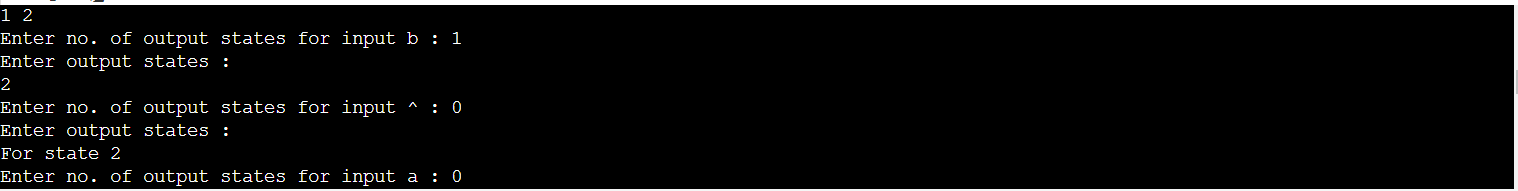 1 2
Enter no. of output states for input b : 1
Enter output states :
2
Enter no. of output states for input ^ : 0
Enter output states :
For state 2
Enter no. of output states for input a : 0